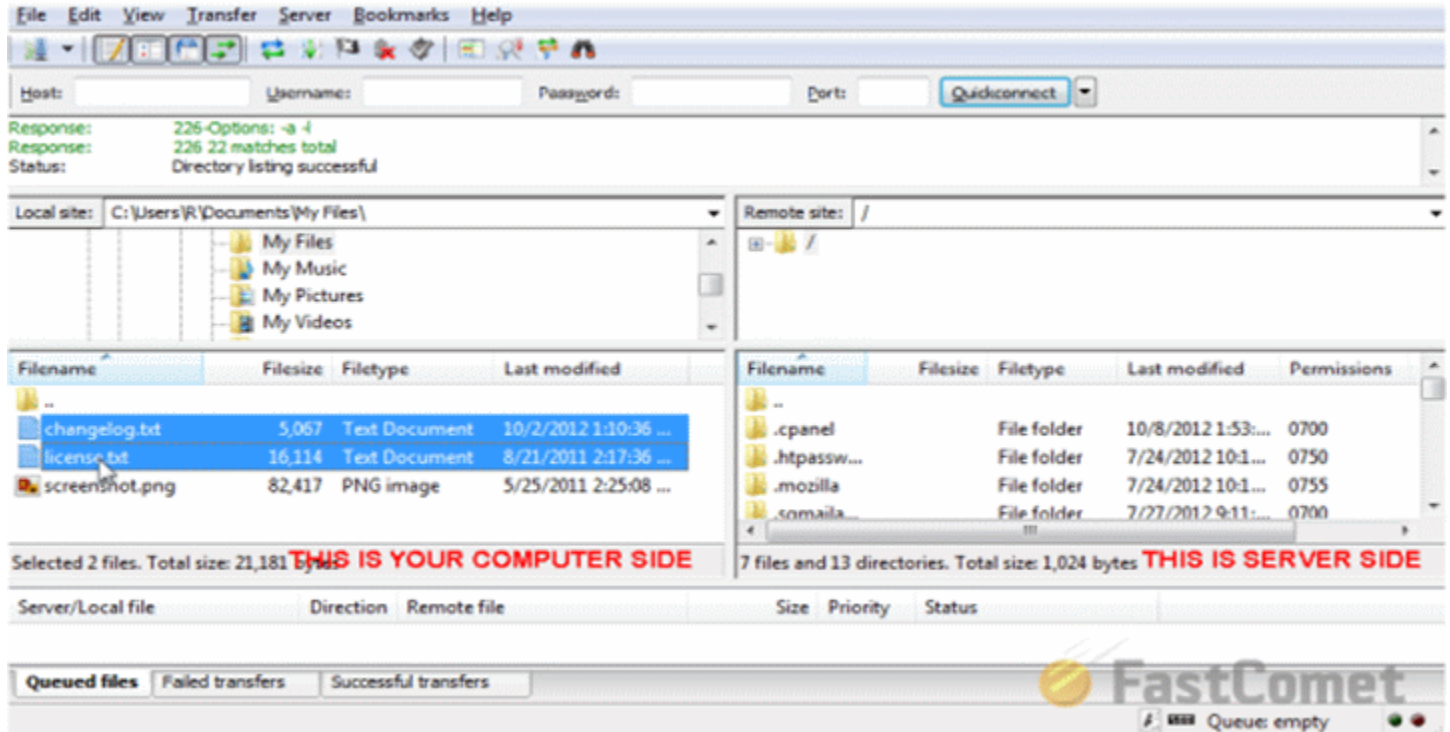 File Edit View Transfer Server Bookmarks Help
Host: Username: Password: Port: Quickconnect
Response: 226-Options: -a -l
Response: 226 22 matches total
Status: Directory listing successful
Local site: C:\Users\R\Documents\My Files\ Remote site: /
My Files /
My Music
My Pictures
My Videos
Filename Filesize Filetype Last modified Filename Filesize Filetype Last modified Permissions
.. ..
changelog.txt 5,067 Text Document 10/2/2012 1:10:36 ... .cpanel File folder 10/8/2012 1:53:... 0700
license.txt 16,114 Text Document 8/21/2011 2:17:36 ... .htpassw... File folder 7/24/2012 10:1... 0750
screenshot.png 82,417 PNG image 5/25/2011 2:25:08 ... .mozilla File folder 7/24/2012 10:1... 0755
.sqmaila... File folder 7/27/2012 9:11:... 0700
Selected 2 files. Total size: 21,181 bytes THIS IS YOUR COMPUTER SIDE 7 files and 13 directories. Total size: 1,024 bytes THIS IS SERVER SIDE
Server/Local file Direction Remote file Size Priority Status
Queued files Failed transfers Successful transfers
FastComet
Queue: empty